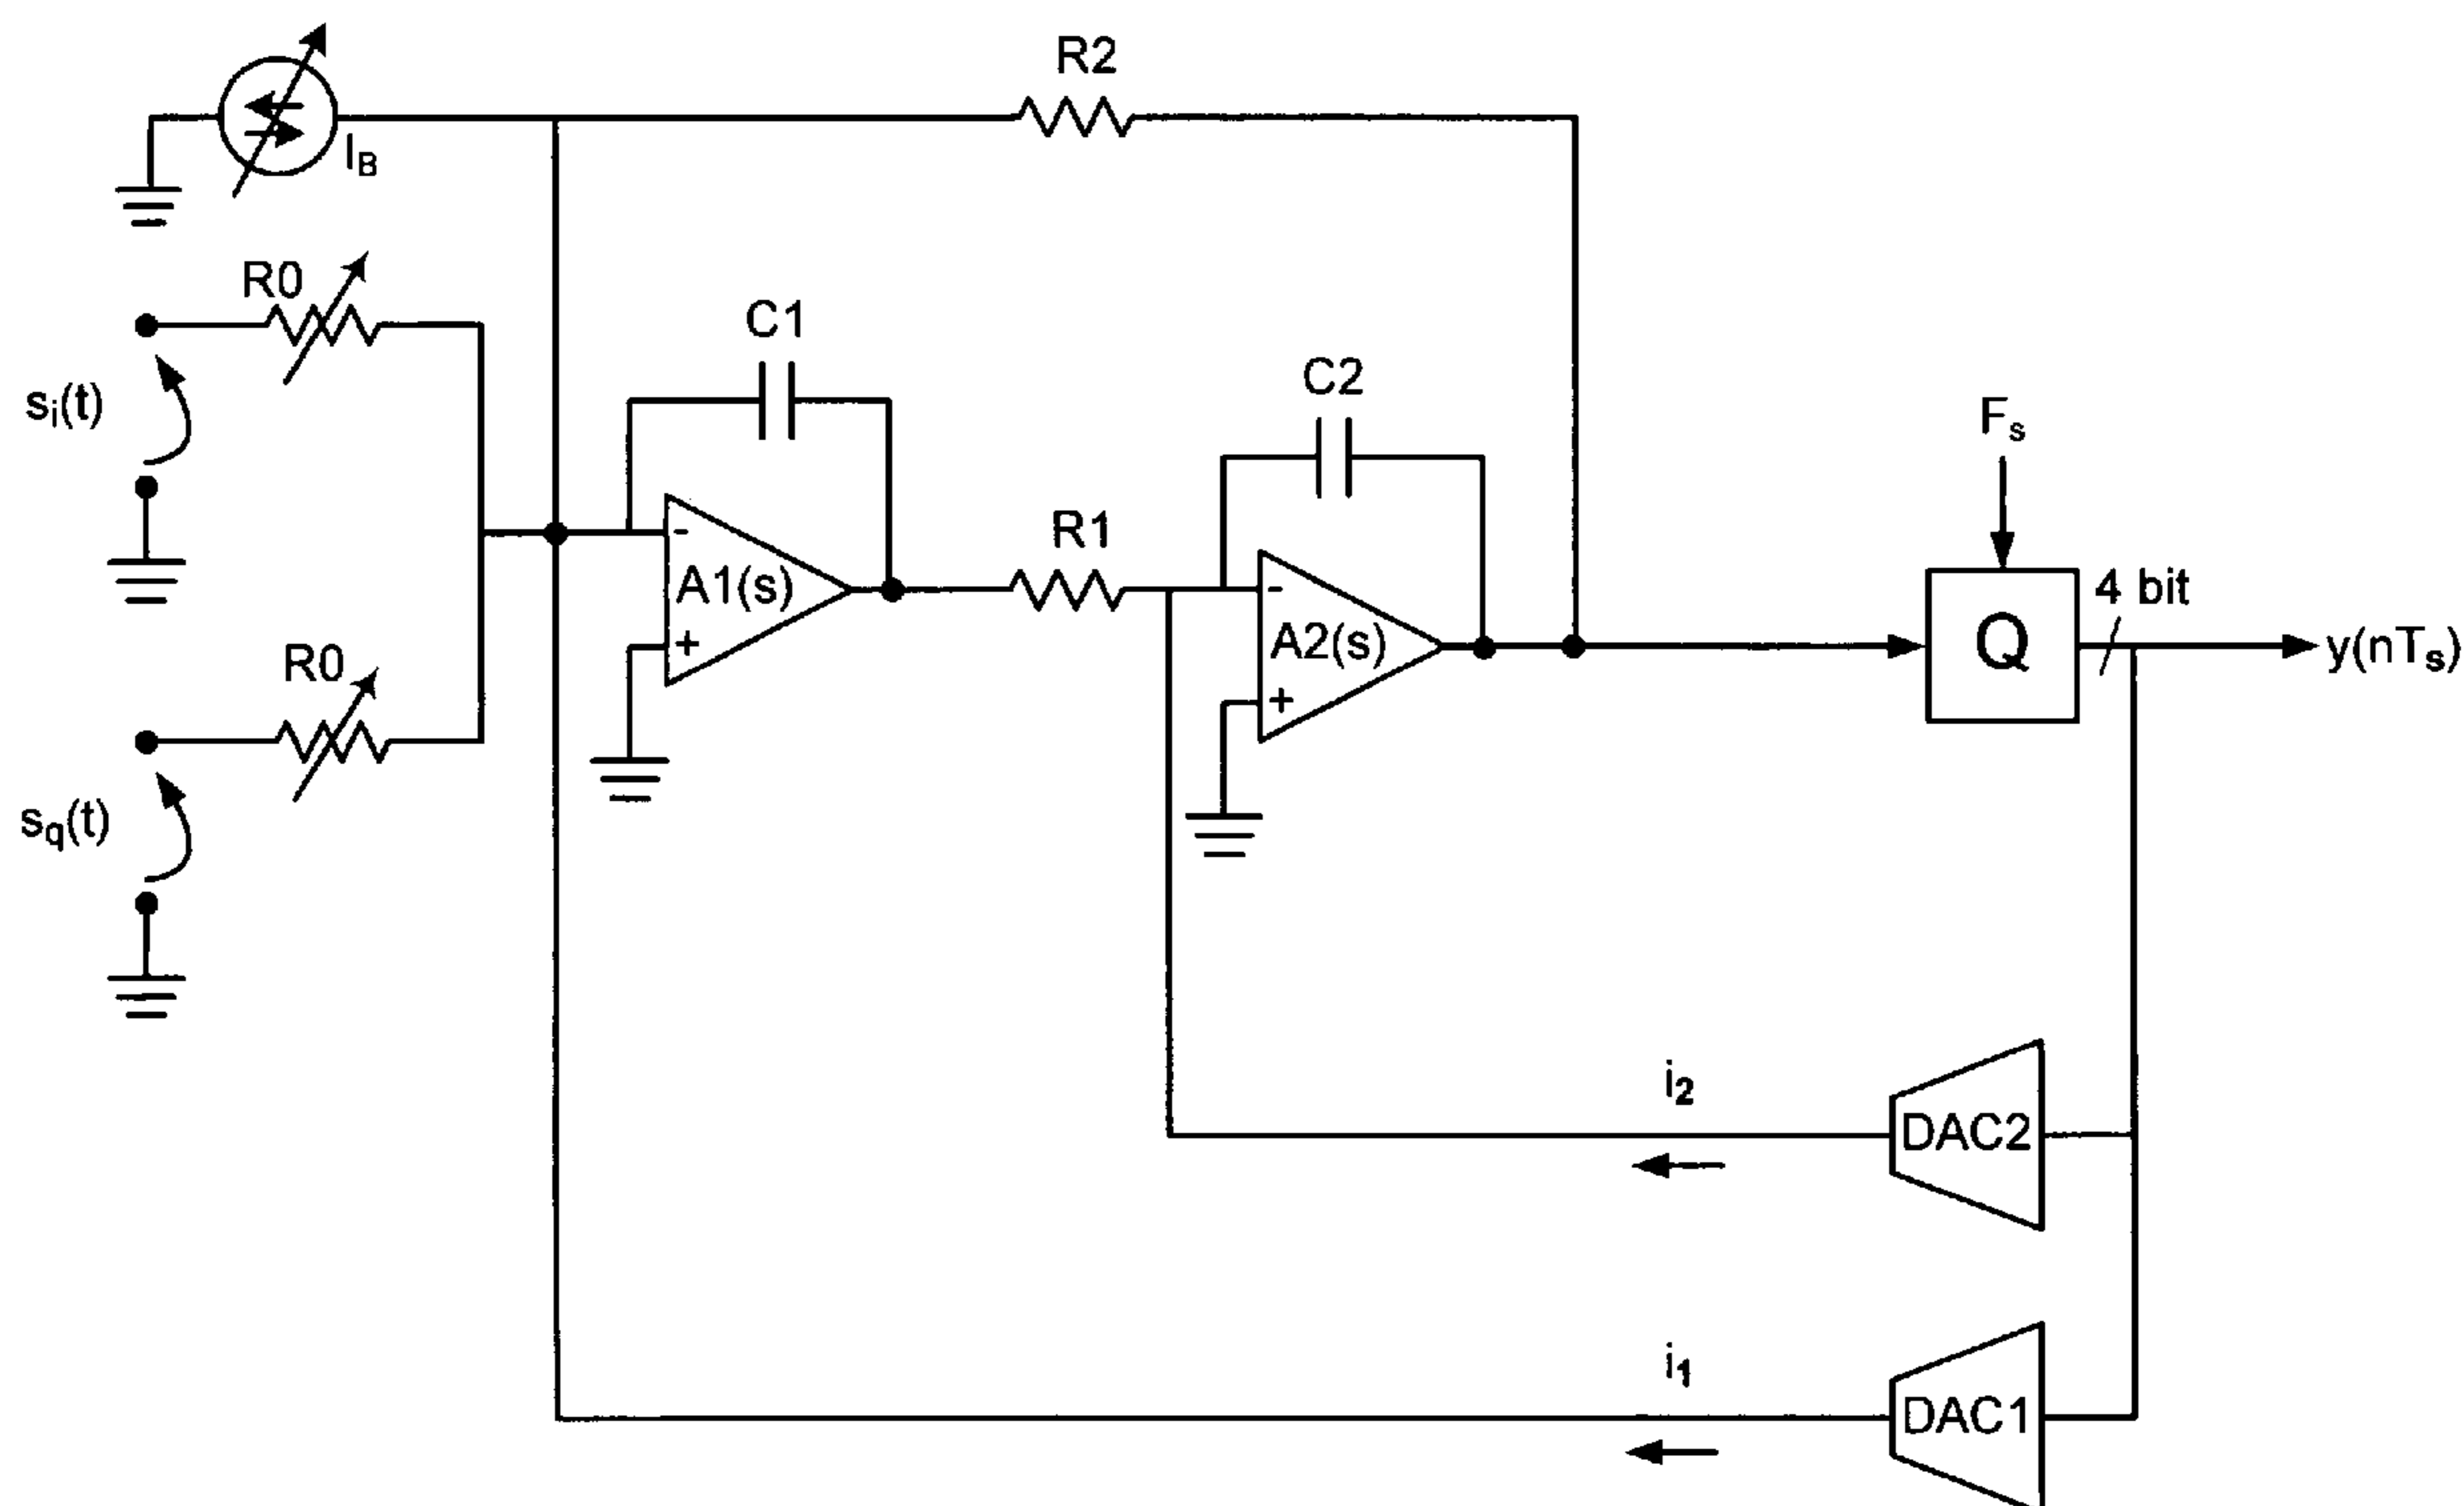 R2
I_B
R0
s_i(t)
C1
C2
F_s
-
A1(s)
+
R1
-
A2(s)
+
Q
4 bit
y(nT_s)
R0
s_q(t)
i_2
DAC2
i_1
DAC1